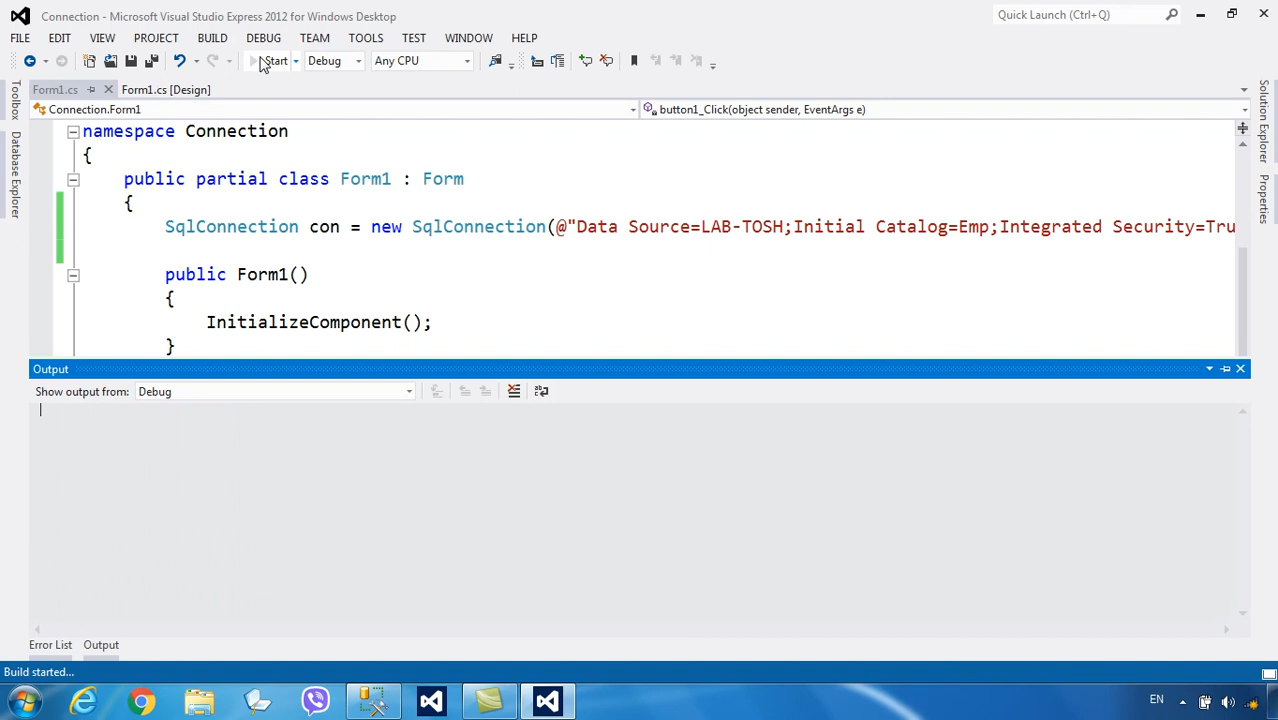 Connection - Microsoft Visual Studio Express 2012 for Windows Desktop
Quick Launch (Ctrl+Q)
FILE EDIT VIEW PROJECT BUILD DEBUG TEAM TOOLS TEST WINDOW HELP
Start Debug Any CPU
Form1.cs Form1.cs [Design]
Connection.Form1 button1_Click(object sender, EventArgs e)
Toolbox
Database Explorer
Solution Explorer
Properties
namespace Connection
{
public partial class Form1 : Form
{
SqlConnection con = new SqlConnection(@"Data Source=LAB-TOSH;Initial Catalog=Emp;Integrated Security=Tru
public Form1()
{
InitializeComponent();
}
Output
Show output from: Debug
Error List Output
Build started...
EN